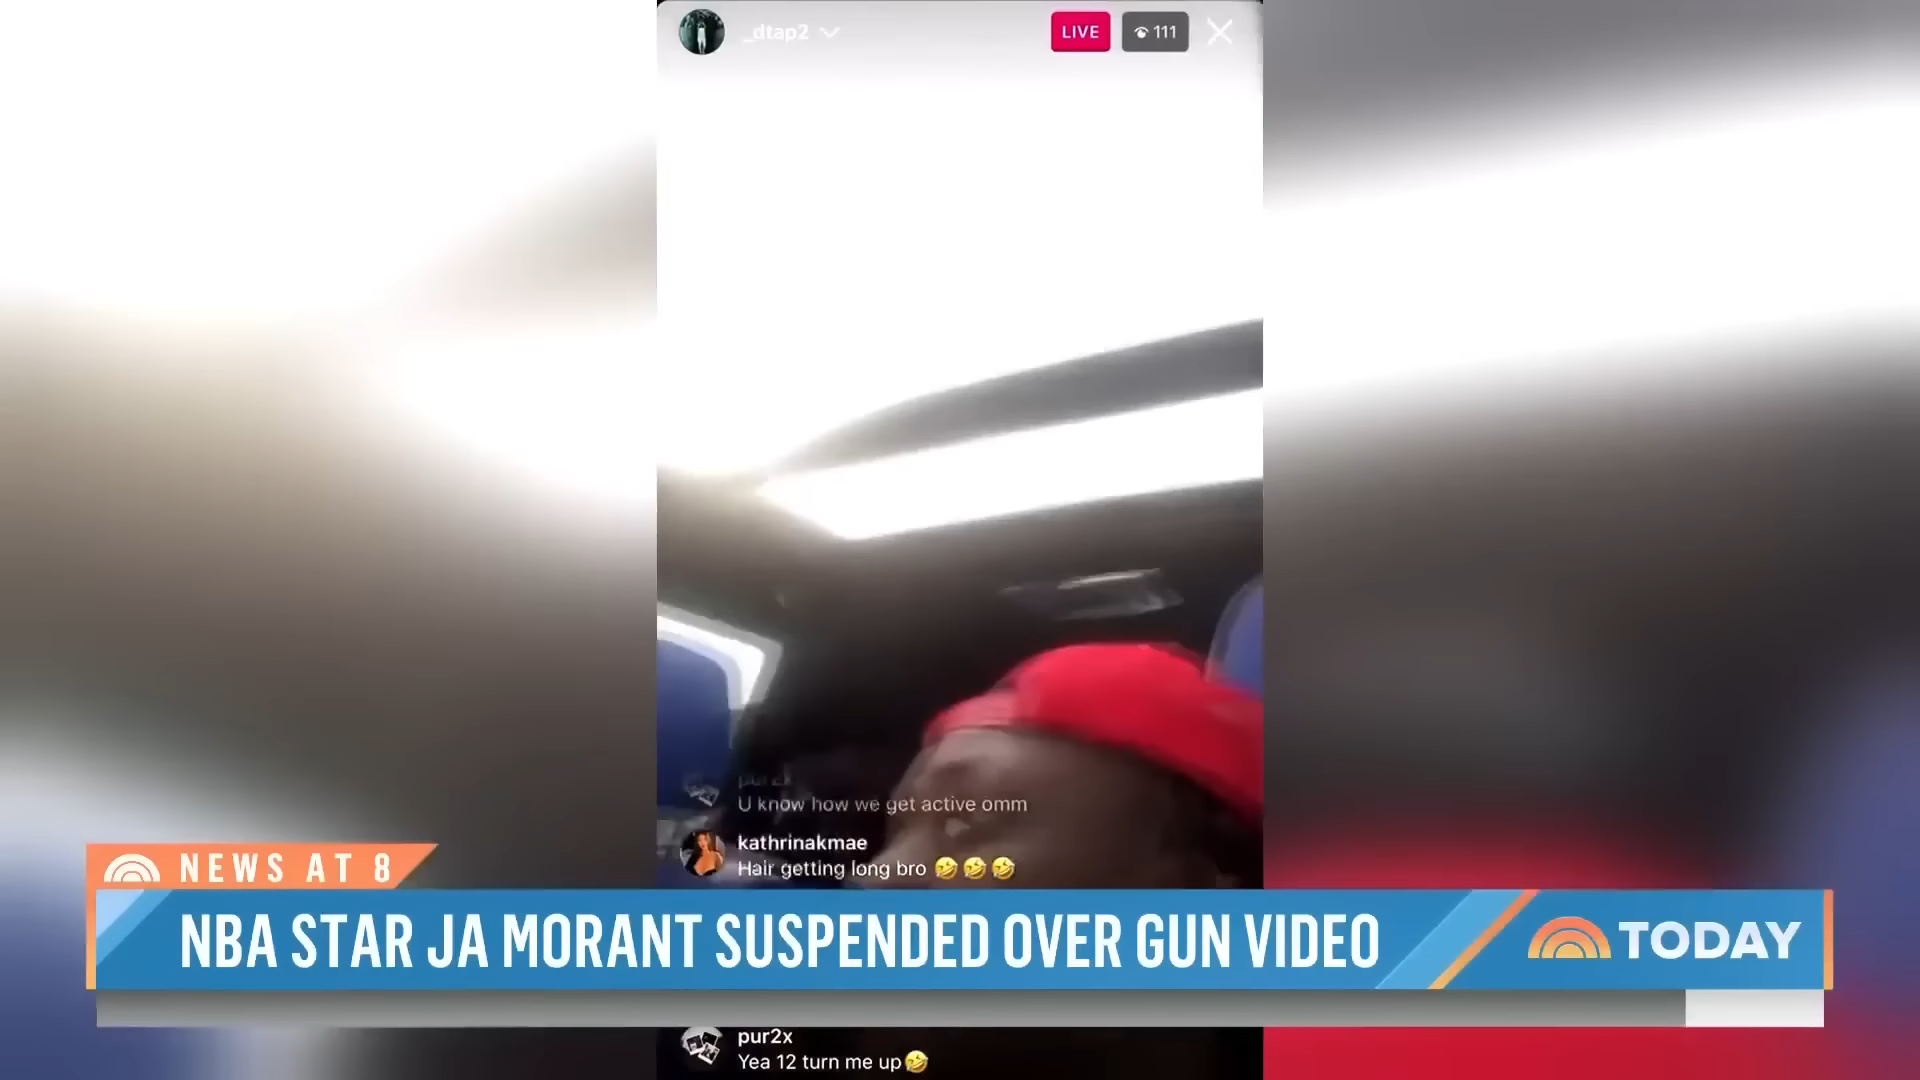 _dtap2
LIVE
111
pur2x
U know how we get active omm
kathrinakmae
Hair getting long bro 🤣🤣🤣
NEWS AT 8
NBA STAR JA MORANT SUSPENDED OVER GUN VIDEO
TODAY
pur2x
Yea 12 turn me up🤣